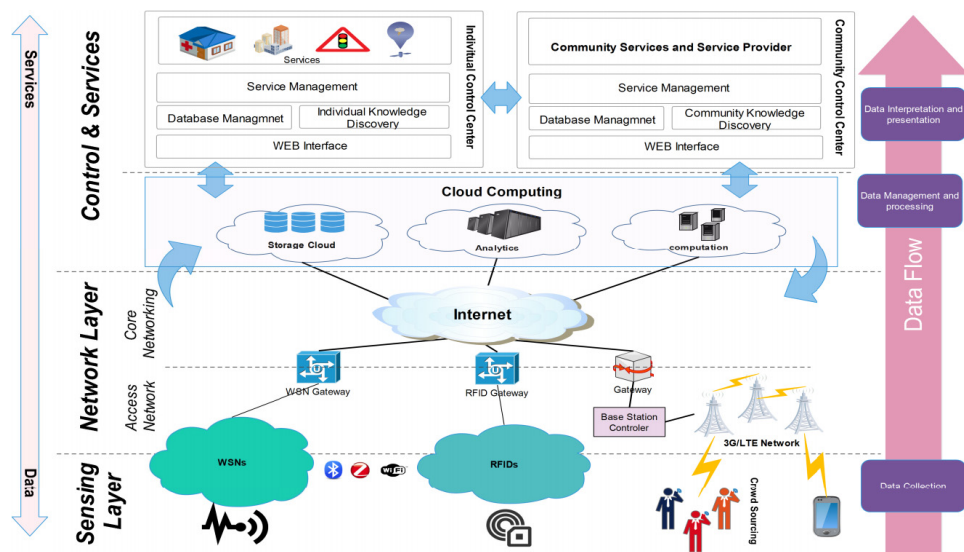 Services
Data
Control & Services
Services
Service Management
Database Managmnet
Individual Knowledge
Discovery
WEB Interface
Indivitual Control Center
Community Services and Service Provider
Service Management
Database Managmnet
Community Knowledge
Discovery
WEB Interface
Community Control Center
Cloud Computing
Storage Cloud
Analytics
computation
Network Layer
Core
Networking
Internet
Access
Network
WSN Gateway
RFID Gateway
Gateway
Base Station
Controler
3G/LTE Network
Sensing
Layer
WSNs
WiFi
RFIDs
Crowd Sourcing
Data Flow
Data Interpretation and
presentation
Data Management and
processing
Data Collection